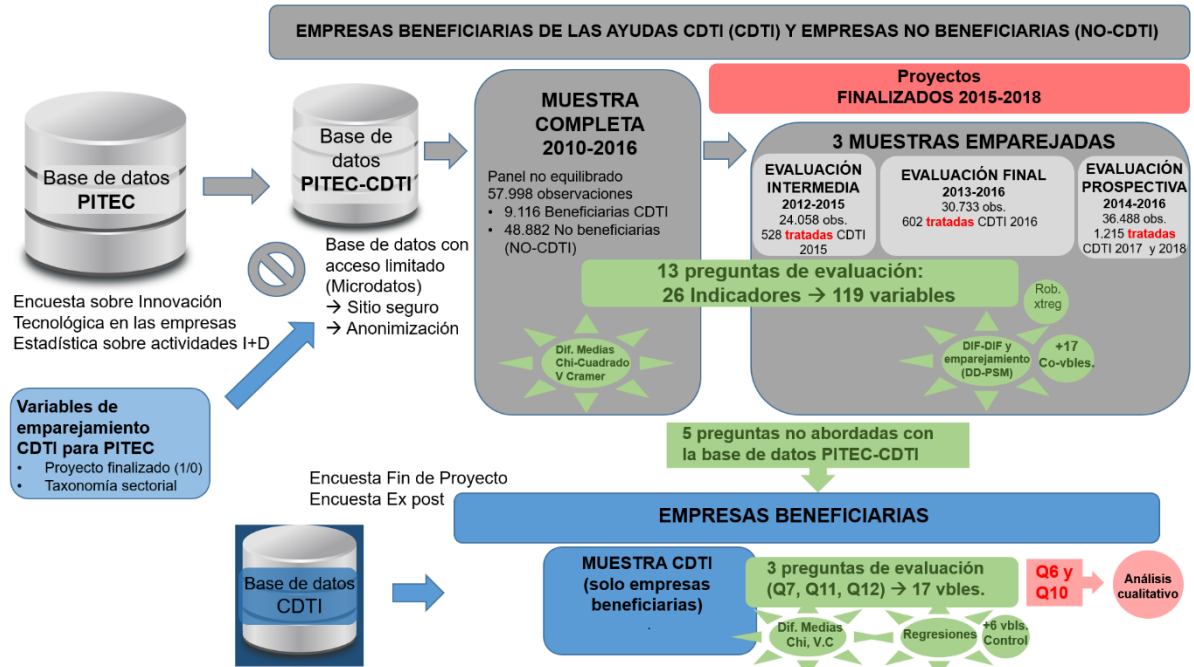 EMPRESAS BENEFICIARIAS DE LAS AYUDAS CDTI (CDTI) Y EMPRESAS NO BENEFICIARIAS (NO-CDTI)
Proyectos
FINALIZADOS 2015-2018
Base de datos
PITEC
Encuesta sobre Innovación
Tecnológica en las empresas
Estadística sobre actividades I+D
Base de
datos
PITEC-CDTI
Base de datos con
acceso limitado
(Microdatos)
→ Sitio seguro
→ Anonimización
MUESTRA
COMPLETA
2010-2016
Panel no equilibrado
57.998 observaciones
• 9.116 Beneficiarias CDTI
• 48.882 No beneficiarias
(NO-CDTI)
3 MUESTRAS EMPAREJADAS
EVALUACIÓN
INTERMEDIA
2012-2015
24.058 obs.
528 tratadas CDTI
2015
EVALUACIÓN FINAL
2013-2016
30.733 obs.
602 tratadas CDTI 2016
EVALUACIÓN
PROSPECTIVA
2014-2016
36.488 obs.
1.215 tratadas
CDTI 2017 y 2018
13 preguntas de evaluación:
26 Indicadores → 119 variables
Rob.
xtreg
Dif. Medias
Chi-Cuadrado
V Cramer
DIF-DIF y
emparejamiento
(DD-PSM)
+17
Co-vbles.
Variables de
emparejamiento
CDTI para PITEC
• Proyecto finalizado (1/0)
• Taxonomía sectorial
5 preguntas no abordadas con
la base de datos PITEC-CDTI
Encuesta Fin de Proyecto
Encuesta Ex post
EMPRESAS BENEFICIARIAS
Base de datos
CDTI
MUESTRA CDTI
(solo empresas
beneficiarias)
.
3 preguntas de evaluación
(Q7, Q11, Q12) → 17 vbles.
Q6 y
Q10
Análisis
cualitativo
Dif. Medias
Chi, V.C
Regresiones
+6 vbls.
Control